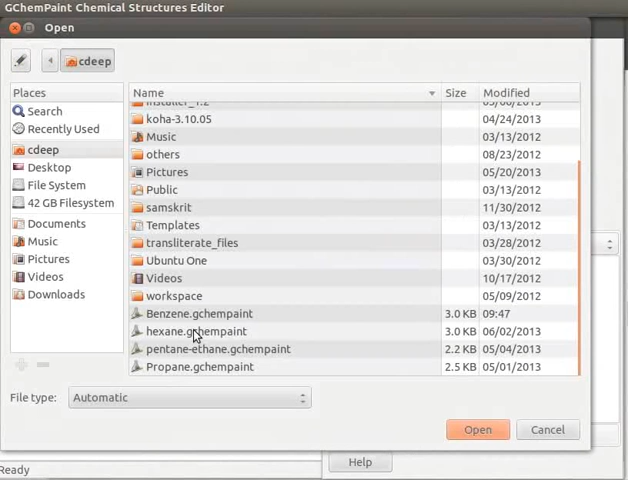 GChemPaint Chemical Structures Editor
Open
cdeep
Places
Name Size Modified
Search
Recently Used
cdeep
Desktop
File System
42 GB Filesystem
Documents
Music
Pictures
Videos
Downloads
installer_1.2 05/06/2013
koha-3.10.05 04/24/2013
Music 03/13/2012
others 08/23/2012
Pictures 05/20/2013
Public 03/13/2012
samskrit 11/30/2012
Templates 03/13/2012
transliterate_files 03/28/2012
Ubuntu One 03/30/2012
Videos 10/17/2012
workspace 05/09/2012
Benzene.gchempaint 3.0 KB 09:47
hexane.gchempaint 3.0 KB 06/02/2013
pentane-ethane.gchempaint 2.2 KB 05/04/2013
Propane.gchempaint 2.5 KB 05/01/2013
File type: Automatic
Open Cancel
Help
Ready